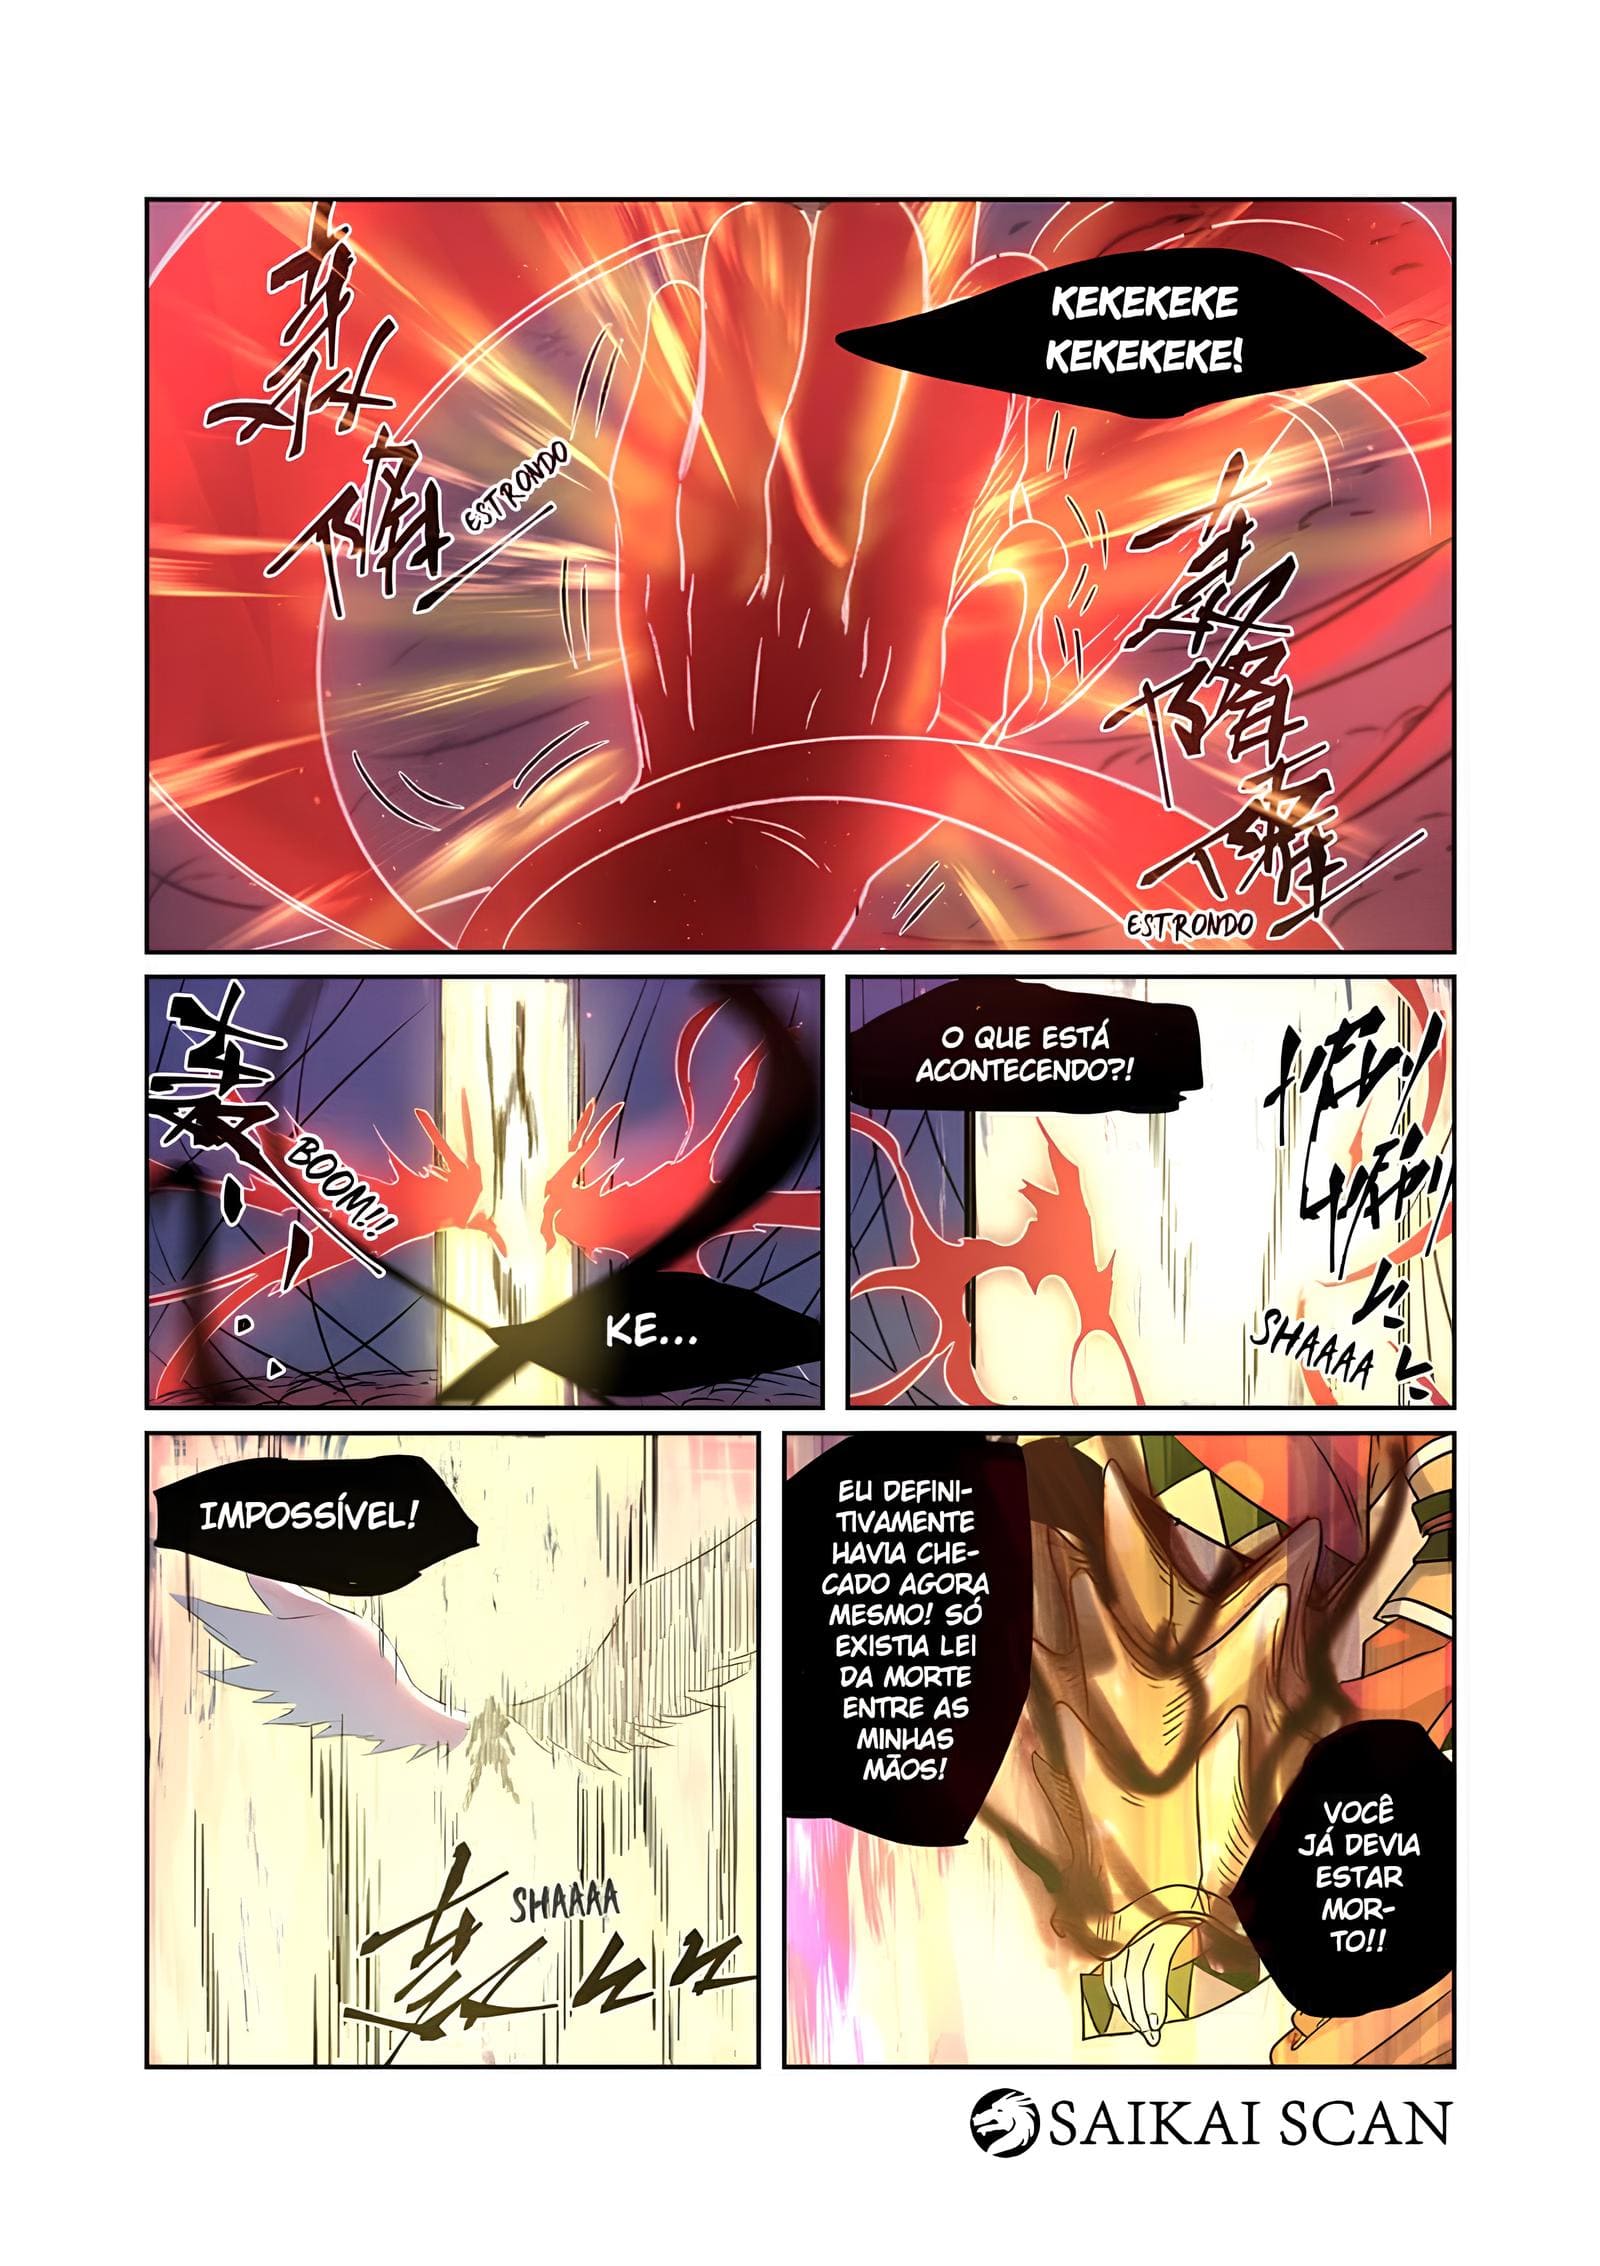 KEKEKEKE
KEKEKEKE!
ESTRONDO
ESTRONDO
BOOM!!
KE...
O QUE ESTÁ
ACONTECENDO?!
SHAAAA
IMPOSSÍVEL!
SHAAAA
EU DEFINI-
TIVAMENTE
HAVIA CHE-
CADO AGORA
MESMO! SÓ
EXISTIA LEI
DA MORTE
ENTRE AS
MINHAS
MÃOS!
VOCÊ
JÁ DEVIA
ESTAR
MOR-
TO!!
SAIKAI SCAN